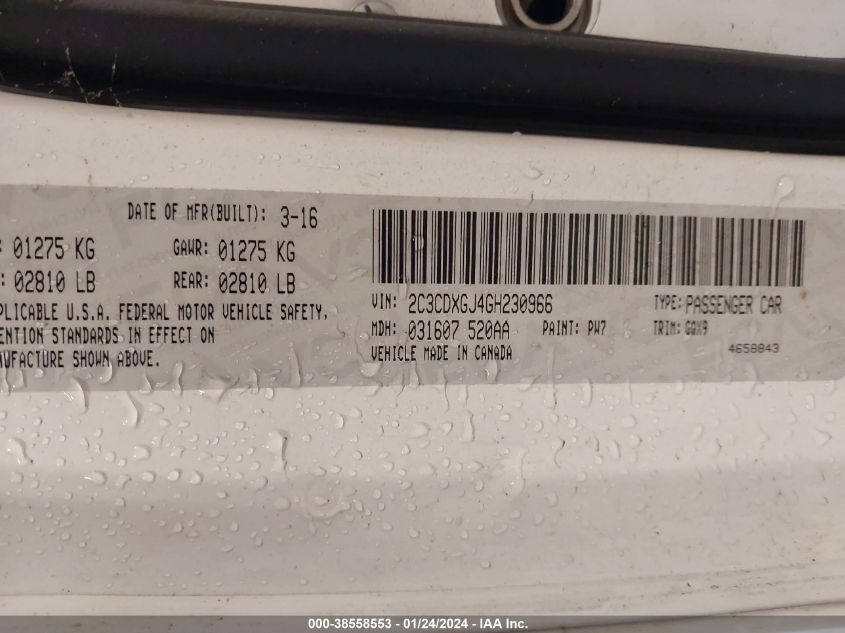 DATE OF MFR(BUILT): 3-16
01275 KG GAWR: 01275 KG
02810 LB REAR: 02810 LB
PLICABLE U.S.A. FEDERAL MOTOR VEHICLE SAFETY,
ENTION STANDARDS IN EFFECT ON
NUFACTURE SHOWN ABOVE.
VIN: 2C3CDXGJ4GH230966 TYPE: PASSENGER CAR
MDH: 031607 520AA PAINT: PW7 TRIM: GGX9
VEHICLE MADE IN CANADA 4658843
000-38558553 - 01/24/2024 - IAA Inc.